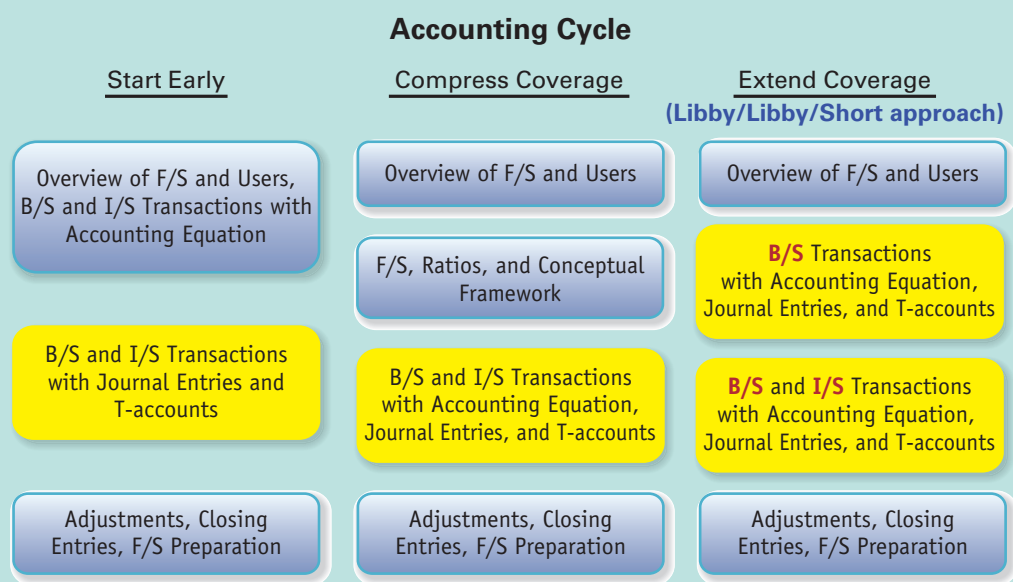 Accounting Cycle
Start Early
Overview of F/S and Users,
B/S and I/S Transactions with
Accounting Equation
B/S and I/S Transactions
with Journal Entries and
T-accounts
Adjustments, Closing
Entries, F/S Preparation
Compress Coverage
Overview of F/S and Users
F/S, Ratios, and Conceptual
Framework
B/S and I/S Transactions
with Accounting Equation,
Journal Entries, and T-accounts
Adjustments, Closing
Entries, F/S Preparation
Extend Coverage
(Libby/Libby/Short approach)
Overview of F/S and Users
B/S Transactions
with Accounting Equation,
Journal Entries, and T-accounts
B/S and I/S Transactions
with Accounting Equation,
Journal Entries, and T-accounts
Adjustments, Closing
Entries, F/S Preparation